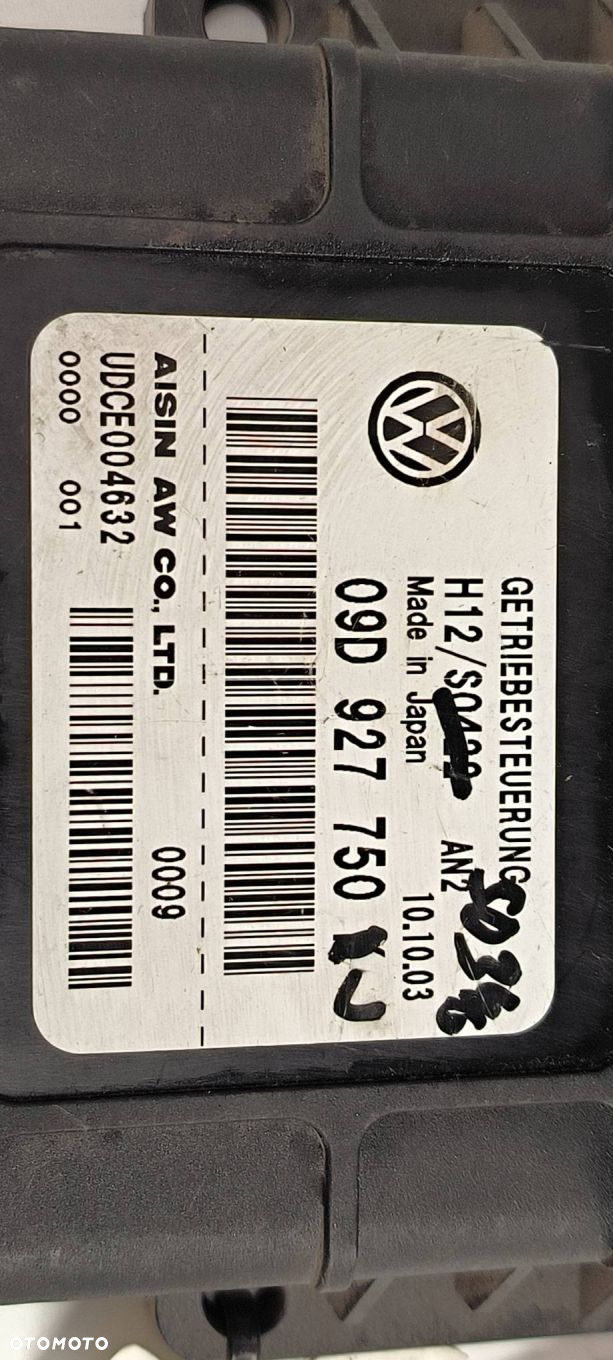 GETRIEBESTEUERUNG
H12/S0 AN2
Made in Japan 10.10.03
09D 927 750 J
AISIN AW CO., LTD. 0009
UDCE004632
0000 001
OTOMOTO